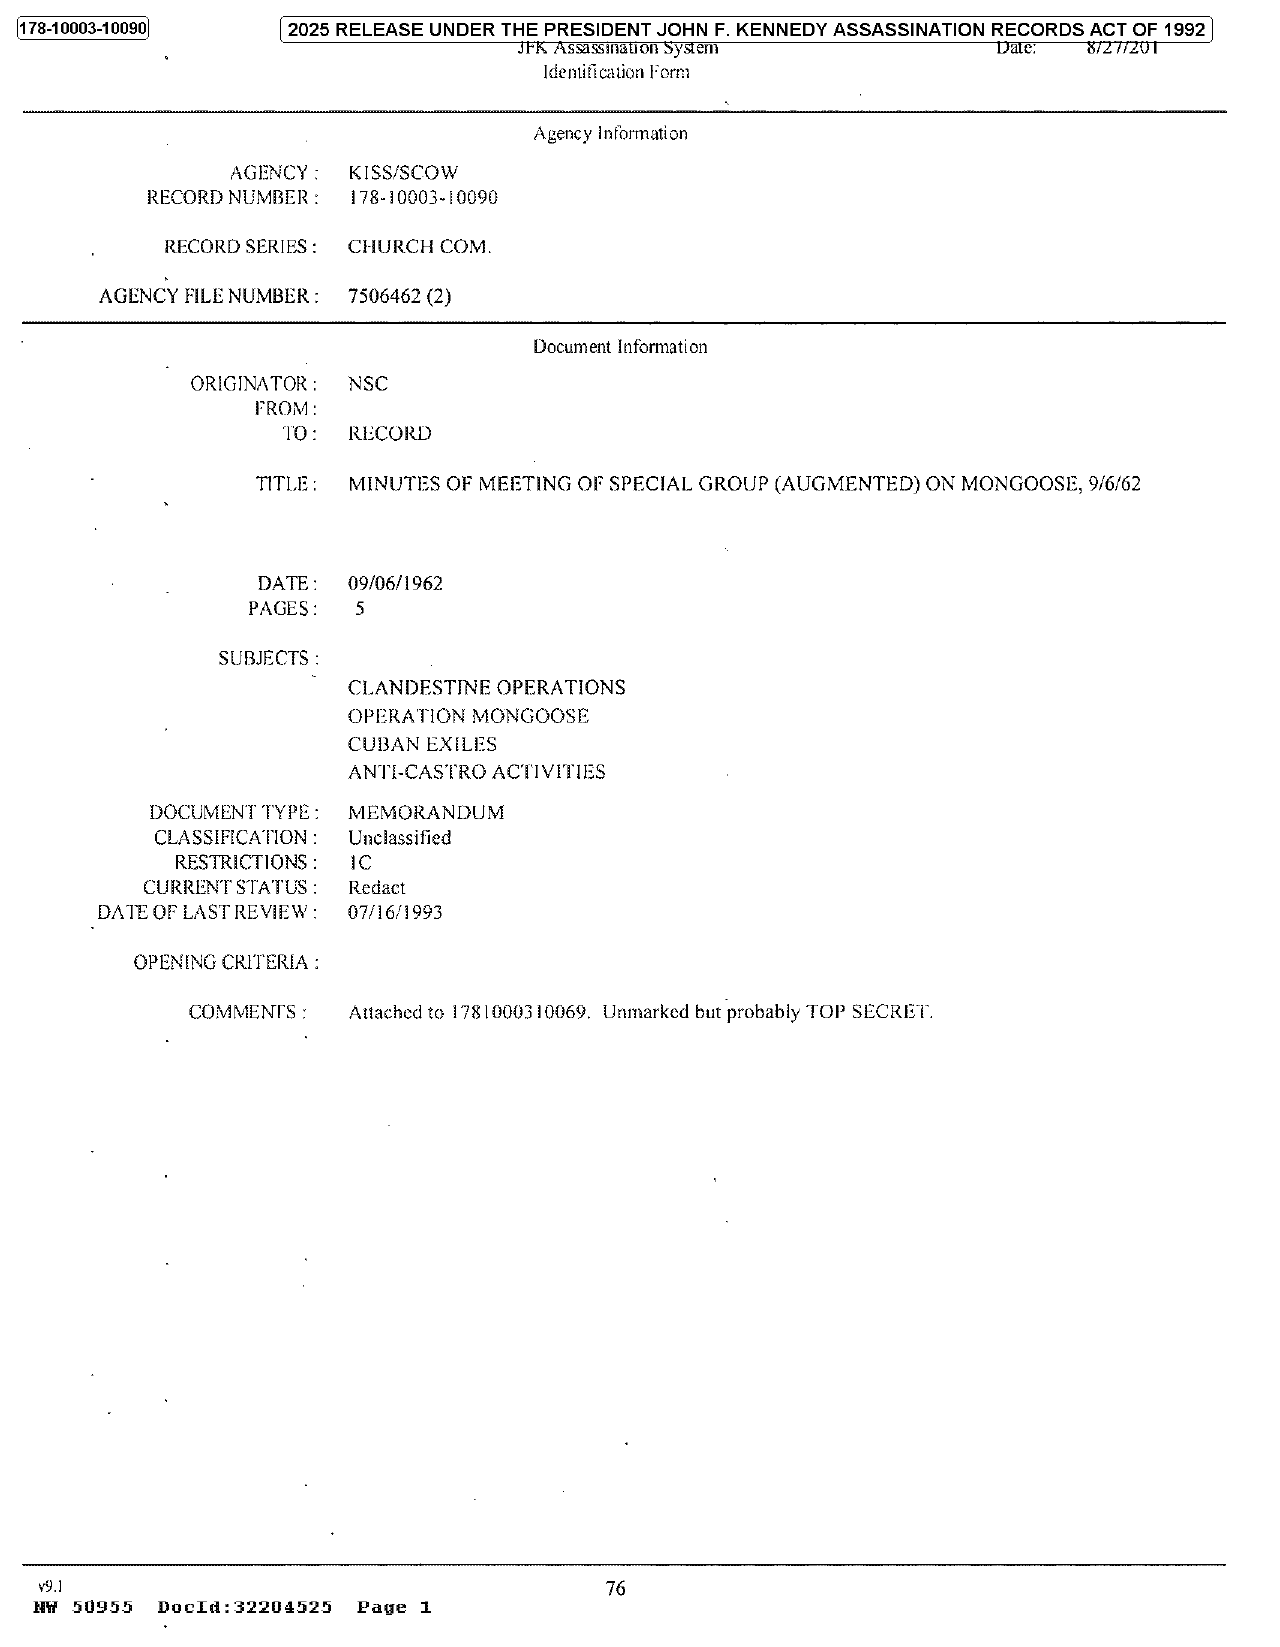 178-10003-10090
2025 RELEASE UNDER THE PRESIDENT JOHN F. KENNEDY ASSASSINATION RECORDS ACT OF 1992
JFK Assassination System Date: 8/27/201
Identification Form
Agency Information
AGENCY : KISS/SCOW
RECORD NUMBER : 178-10003-10090
RECORD SERIES : CHURCH COM.
AGENCY FILE NUMBER : 7506462 (2)
Document Information
ORIGINATOR : NSC
FROM :
TO : RECORD
TITLE : MINUTES OF MEETING OF SPECIAL GROUP (AUGMENTED) ON MONGOOSE, 9/6/62
DATE : 09/06/1962
PAGES : 5
SUBJECTS :
CLANDESTINE OPERATIONS
OPERATION MONGOOSE
CUBAN EXILES
ANTI-CASTRO ACTIVITIES
DOCUMENT TYPE : MEMORANDUM
CLASSIFICATION : Unclassified
RESTRICTIONS : 1C
CURRENT STATUS : Redact
DATE OF LAST REVIEW : 07/16/1993
OPENING CRITERIA :
COMMENTS : Attached to 1781000310069. Unmarked but probably TOP SECRET.
v9.1 76
NW 50955 DocId:32204525 Page 1